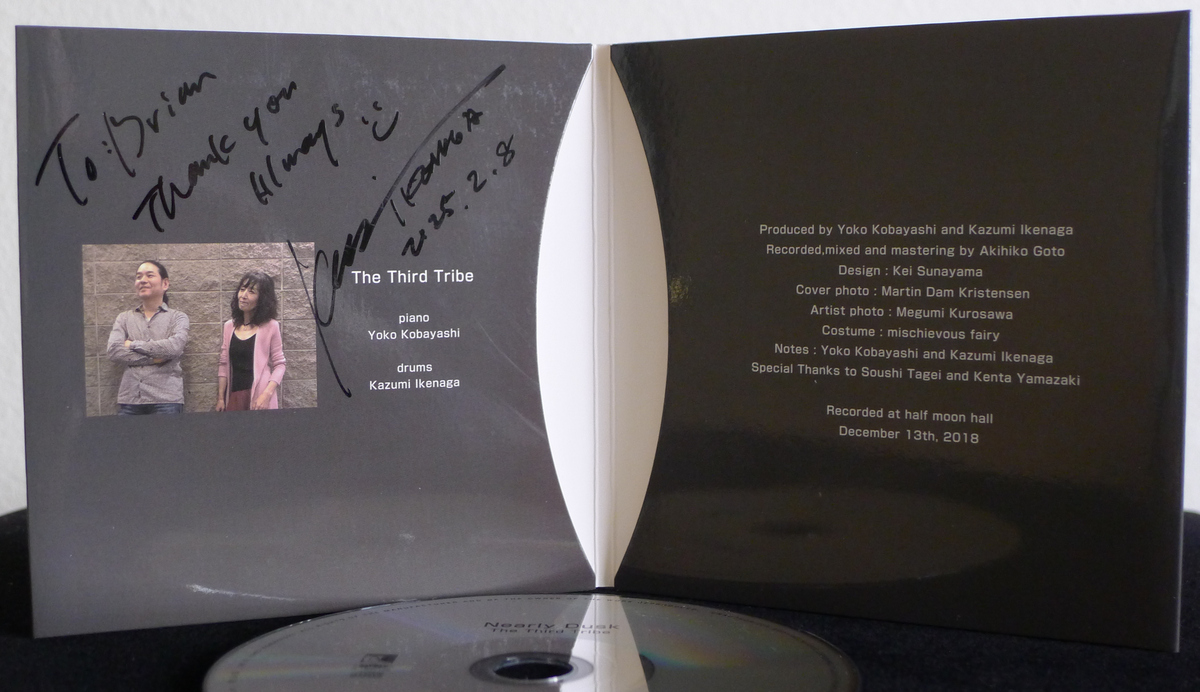 To: Brian
Thank you
Always
Kazumi IKENAGA
2025.2.8
The Third Tribe
piano
Yoko Kobayashi
drums
Kazumi Ikenaga
Produced by Yoko Kobayashi and Kazumi Ikenaga
Recorded,mixed and mastering by Akihiko Goto
Design : Kei Sunayama
Cover photo : Martin Dam Kristensen
Artist photo : Megumi Kurosawa
Costume : mischievous fairy
Notes : Yoko Kobayashi and Kazumi Ikenaga
Special Thanks to Soushi Tagei and Kenta Yamazaki
Recorded at half moon hall
December 13th, 2018
Nearly Dusk
The Third Tribe